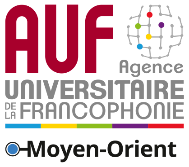 AUF
Agence
UNIVERSITAIRE
DE LA FRANCOPHONIE
Moyen-Orient